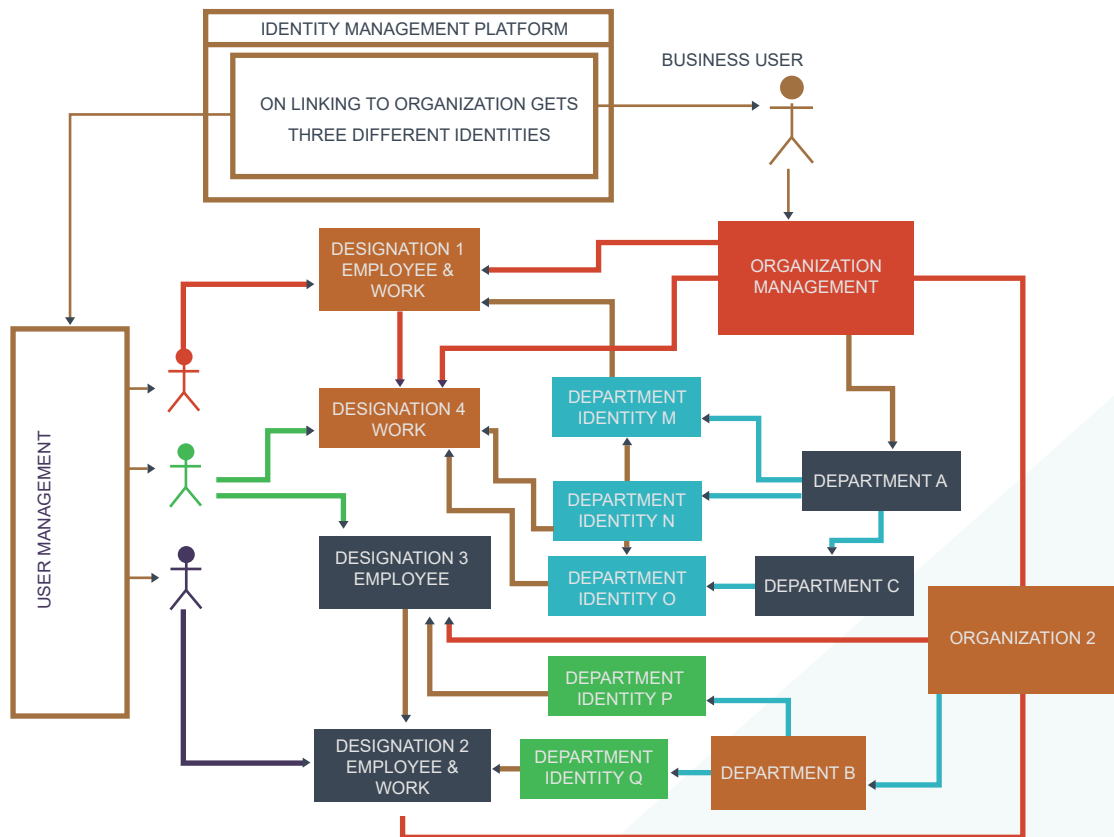 IDENTITY MANAGEMENT PLATFORM
ON LINKING TO ORGANIZATION GETS
THREE DIFFERENT IDENTITIES
BUSINESS USER
DESIGNATION 1
EMPLOYEE &
WORK
ORGANIZATION
MANAGEMENT
DESIGNATION 4
WORK
DEPARTMENT
IDENTITY M
DEPARTMENT A
DEPARTMENT
IDENTITY N
USER MANAGEMENT
DESIGNATION 3
EMPLOYEE
DEPARTMENT
IDENTITY O
DEPARTMENT C
ORGANIZATION 2
DEPARTMENT
IDENTITY P
DESIGNATION 2
EMPLOYEE &
WORK
DEPARTMENT
IDENTITY Q
DEPARTMENT B